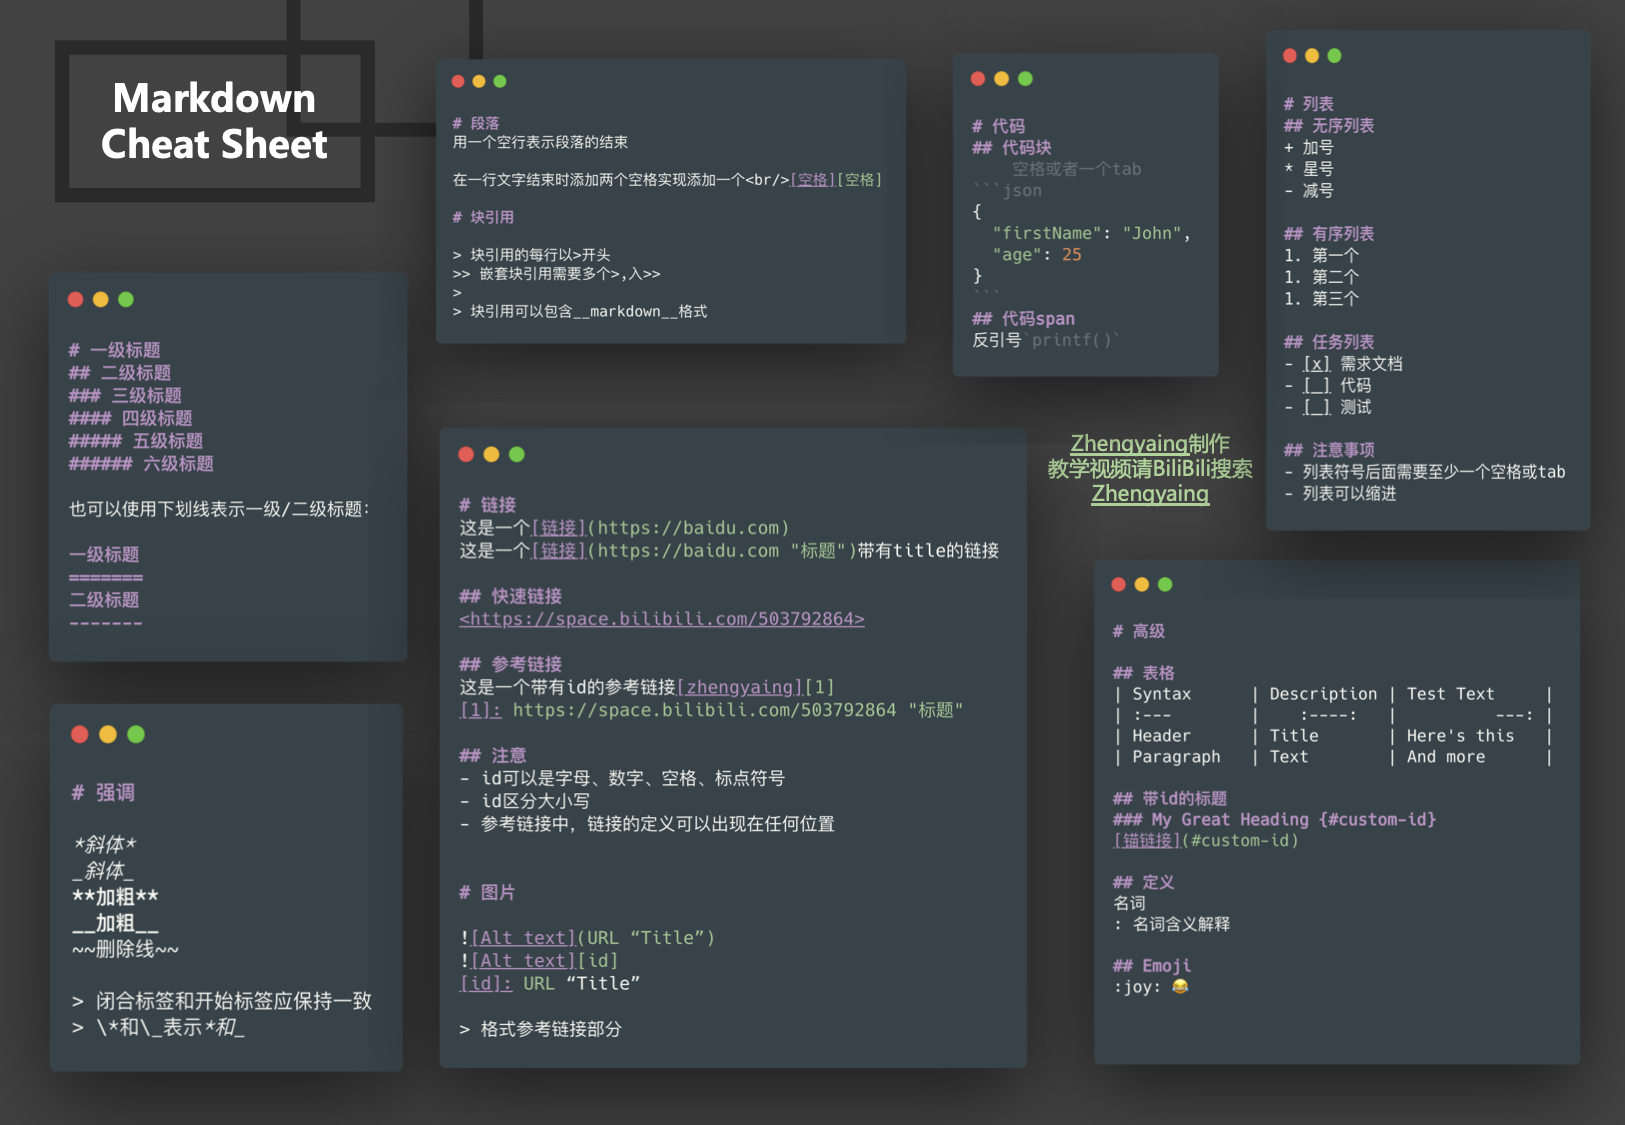 Markdown
Cheat Sheet
# 段落
用一个空行表示段落的结束
在一行文字结束时添加两个空格实现添加一个<br/>[空格][空格]
# 块引用
> 块引用的每行以>开头
>> 嵌套块引用需要多个>,入>>
>
> 块引用可以包含__markdown__格式
# 代码
## 代码块
空格或者一个tab
```json
{
  "firstName": "John",
  "age": 25
}
```
## 代码span
反引号`printf()`
# 列表
## 无序列表
+ 加号
* 星号
- 减号
## 有序列表
1. 第一个
1. 第二个
1. 第三个
## 任务列表
- [x] 需求文档
- [_] 代码
- [_] 测试
## 注意事项
- 列表符号后面需要至少一个空格或tab
- 列表可以缩进
# 一级标题
## 二级标题
### 三级标题
#### 四级标题
##### 五级标题
###### 六级标题
也可以使用下划线表示一级/二级标题:
一级标题
=======
二级标题
-------
# 链接
这是一个[链接](https://baidu.com)
这是一个[链接](https://baidu.com "标题")带有title的链接
## 快速链接
<https://space.bilibili.com/503792864>
## 参考链接
这是一个带有id的参考链接[zhengyaing][1]
[1]: https://space.bilibili.com/503792864 "标题"
## 注意
- id可以是字母、数字、空格、标点符号
- id区分大小写
- 参考链接中，链接的定义可以出现在任何位置
# 图片
![Alt text](URL “Title”)
![Alt text][id]
[id]: URL “Title”
> 格式参考链接部分
Zhengyaing制作
教学视频请BiliBili搜索
Zhengyaing
# 强调
*斜体*
_斜体_
**加粗**
__加粗__
~~删除线~~
> 闭合标签和开始标签应保持一致
> \*和\_表示*和_
# 高级
## 表格
| Syntax      | Description | Test Text     |
| :---        |    :----:   |          ---: |
| Header      | Title       | Here's this   |
| Paragraph   | Text        | And more      |
## 带id的标题
### My Great Heading {#custom-id}
[锚链接](#custom-id)
## 定义
名词
: 名词含义解释
## Emoji
:joy: 😂